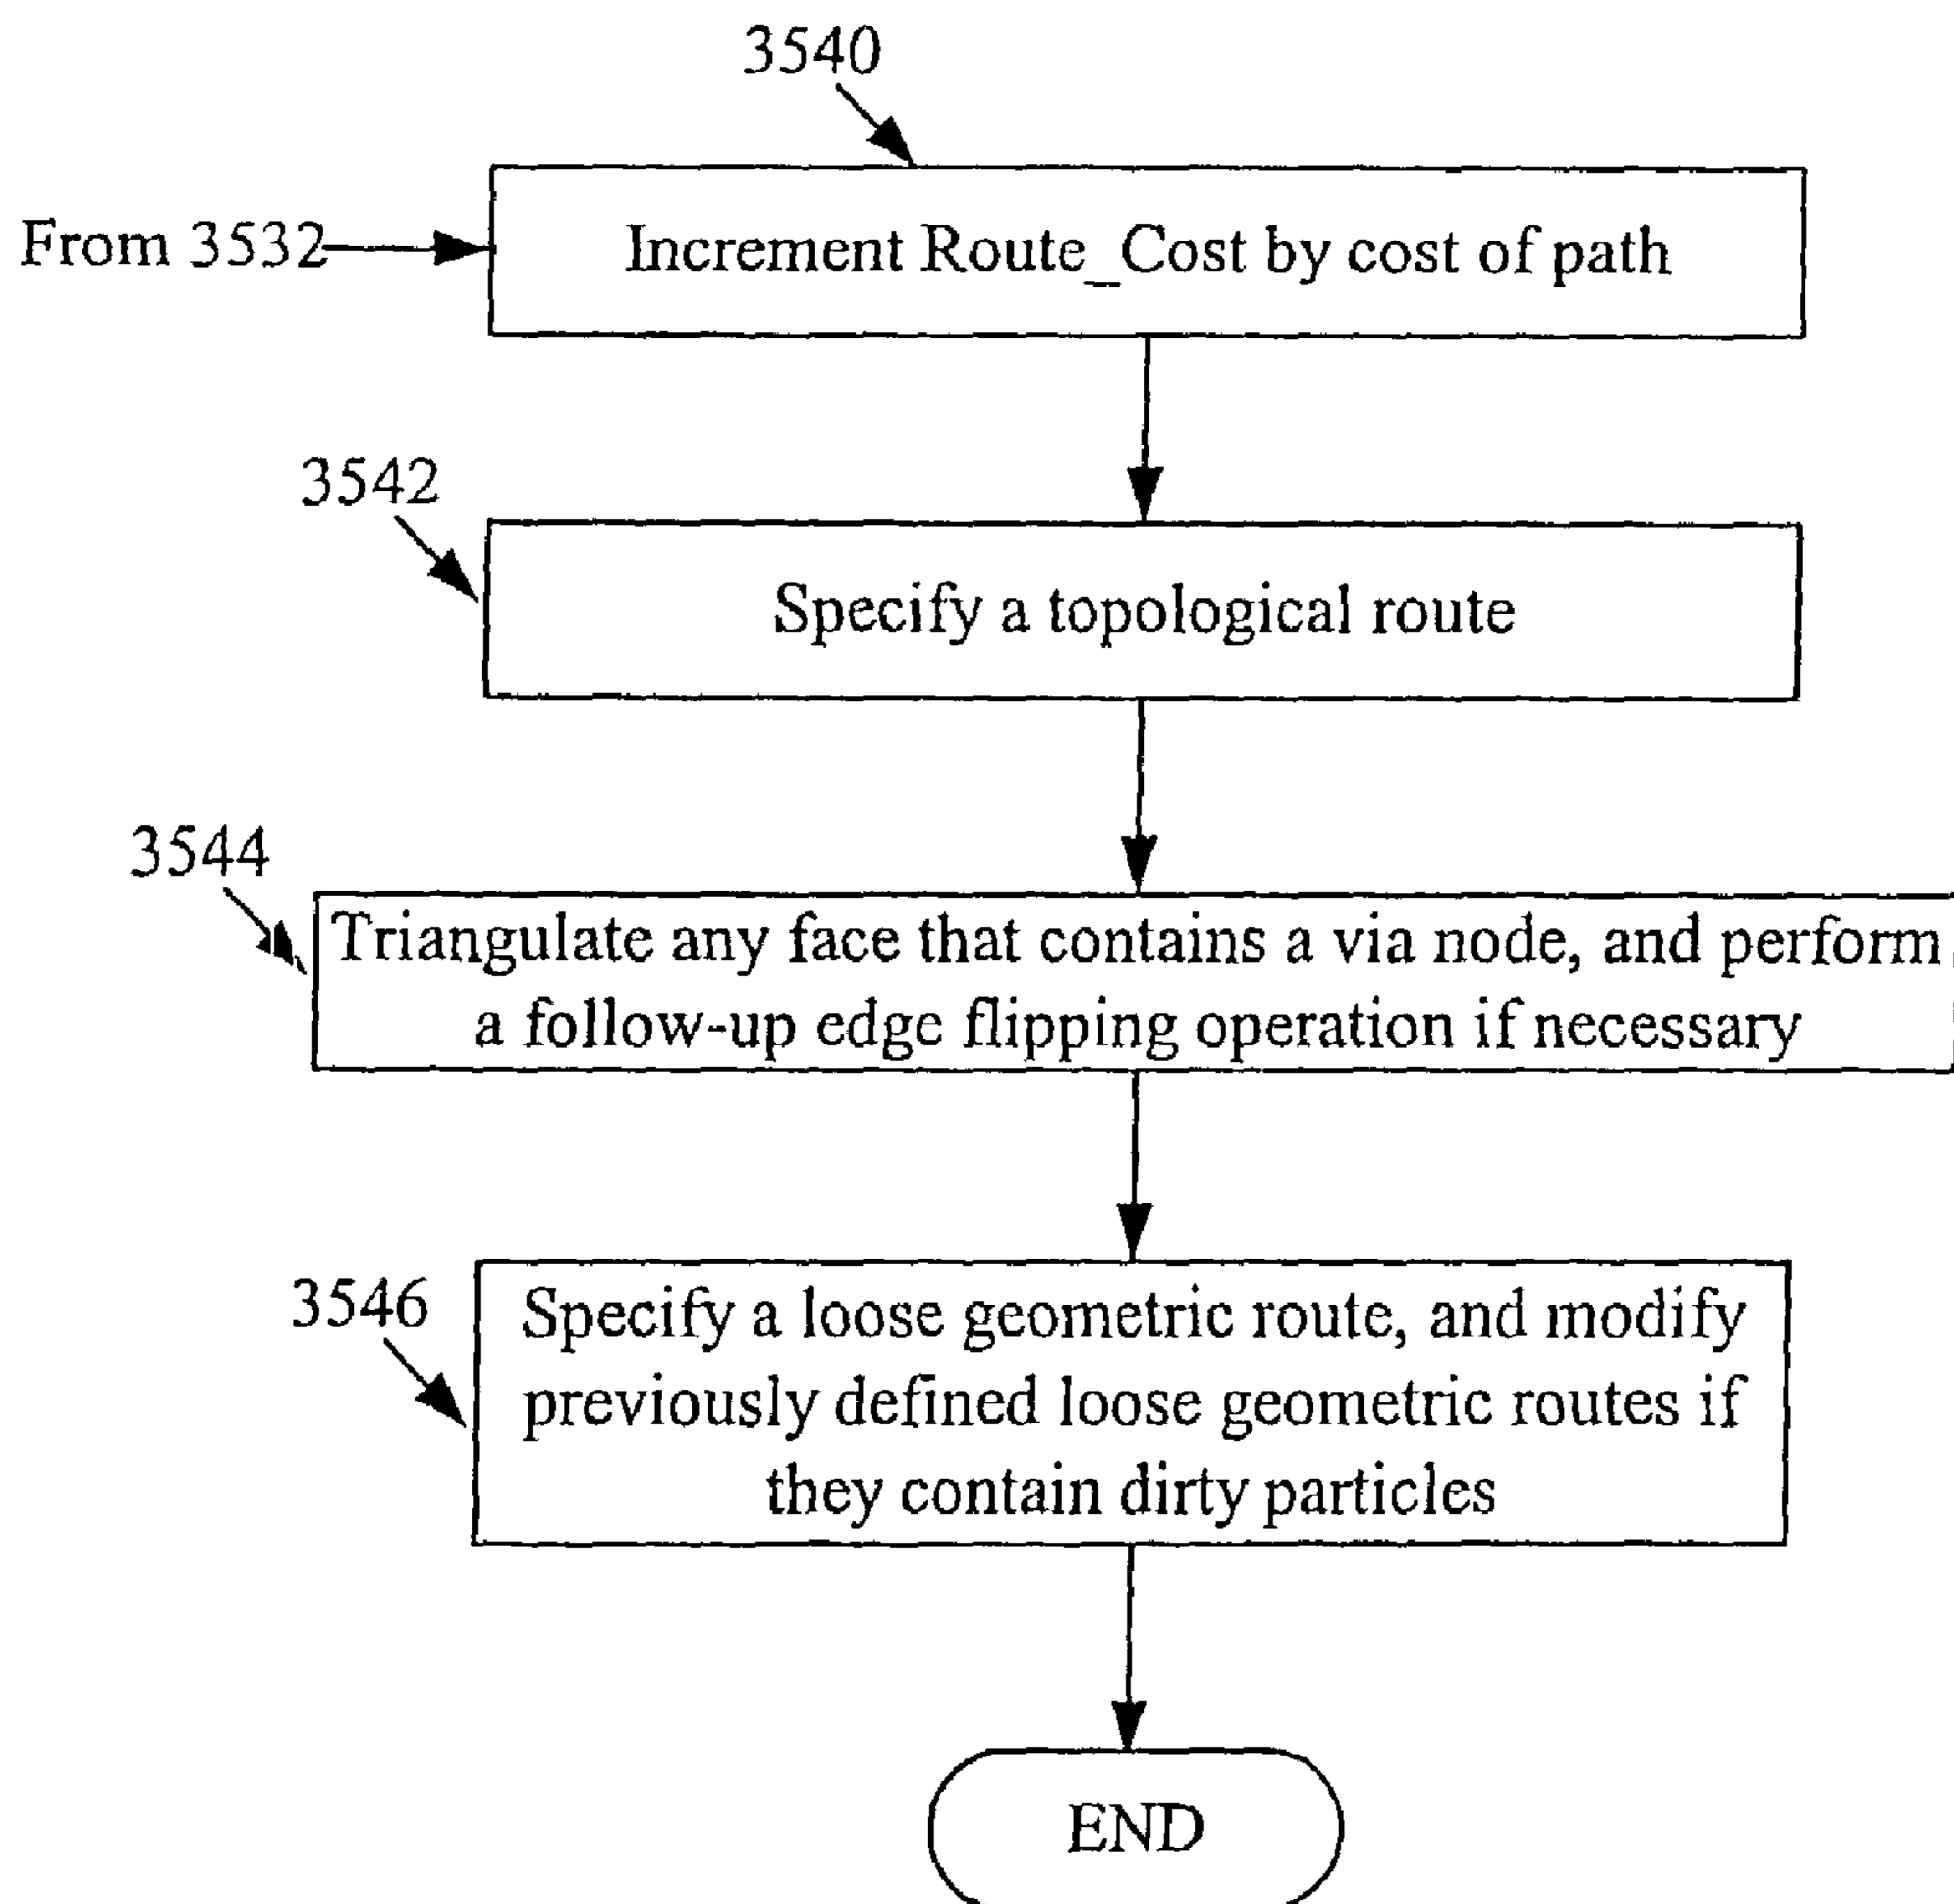 3540
From 3532
Increment Route_Cost by cost of path
3542
Specify a topological route
3544
Triangulate any face that contains a via node, and perform
a follow-up edge flipping operation if necessary
3546
Specify a loose geometric route, and modify
previously defined loose geometric routes if
they contain dirty particles
END